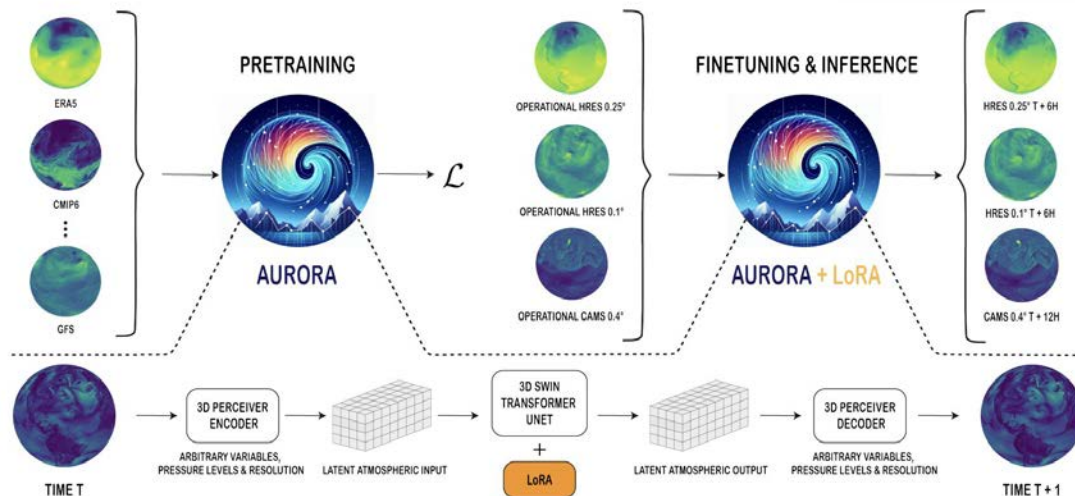 PRETRAINING
ERA5
CMIP6
GFS
ℒ
AURORA
FINETUNING & INFERENCE
OPERATIONAL HRES 0.25°
OPERATIONAL HRES 0.1°
OPERATIONAL CAMS 0.4°
AURORA + LoRA
HRES 0.25° T + 6H
HRES 0.1° T + 6H
CAMS 0.4° T + 12H
TIME T
3D PERCEIVER
ENCODER
ARBITRARY VARIABLES,
PRESSURE LEVELS & RESOLUTION
LATENT ATMOSPHERIC INPUT
3D SWIN
TRANSFORMER
UNET
+
LoRA
LATENT ATMOSPHERIC OUTPUT
3D PERCEIVER
DECODER
ARBITRARY VARIABLES,
PRESSURE LEVELS & RESOLUTION
TIME T + 1